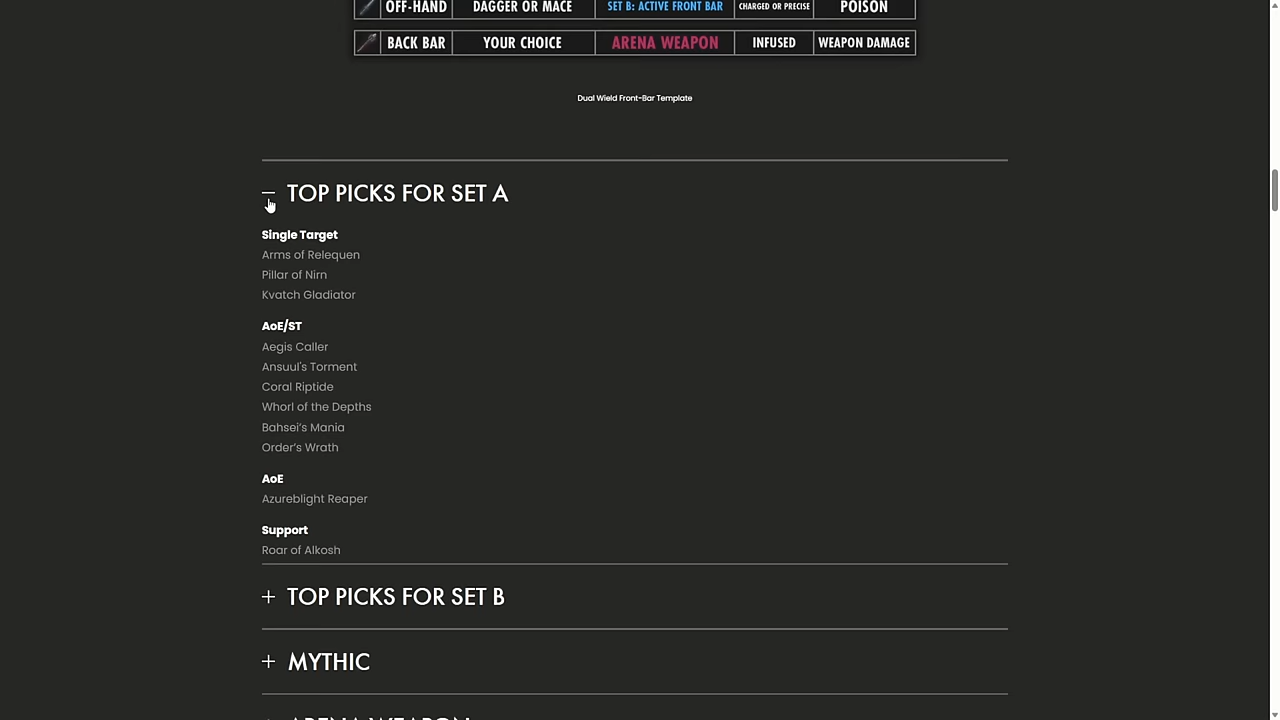 OFF-HAND DAGGER OR MACE SET B: ACTIVE FRONT BAR CHARGED OR PRECISE POISON
BACK BAR YOUR CHOICE ARENA WEAPON INFUSED WEAPON DAMAGE
Dual Wield Front-Bar Template
TOP PICKS FOR SET A
Single Target
Arms of Relequen
Pillar of Nirn
Kvatch Gladiator
AoE/ST
Aegis Caller
Ansuul's Torment
Coral Riptide
Whorl of the Depths
Bahsei's Mania
Order's Wrath
AoE
Azureblight Reaper
Support
Roar of Alkosh
TOP PICKS FOR SET B
MYTHIC
ARENA WEAPON